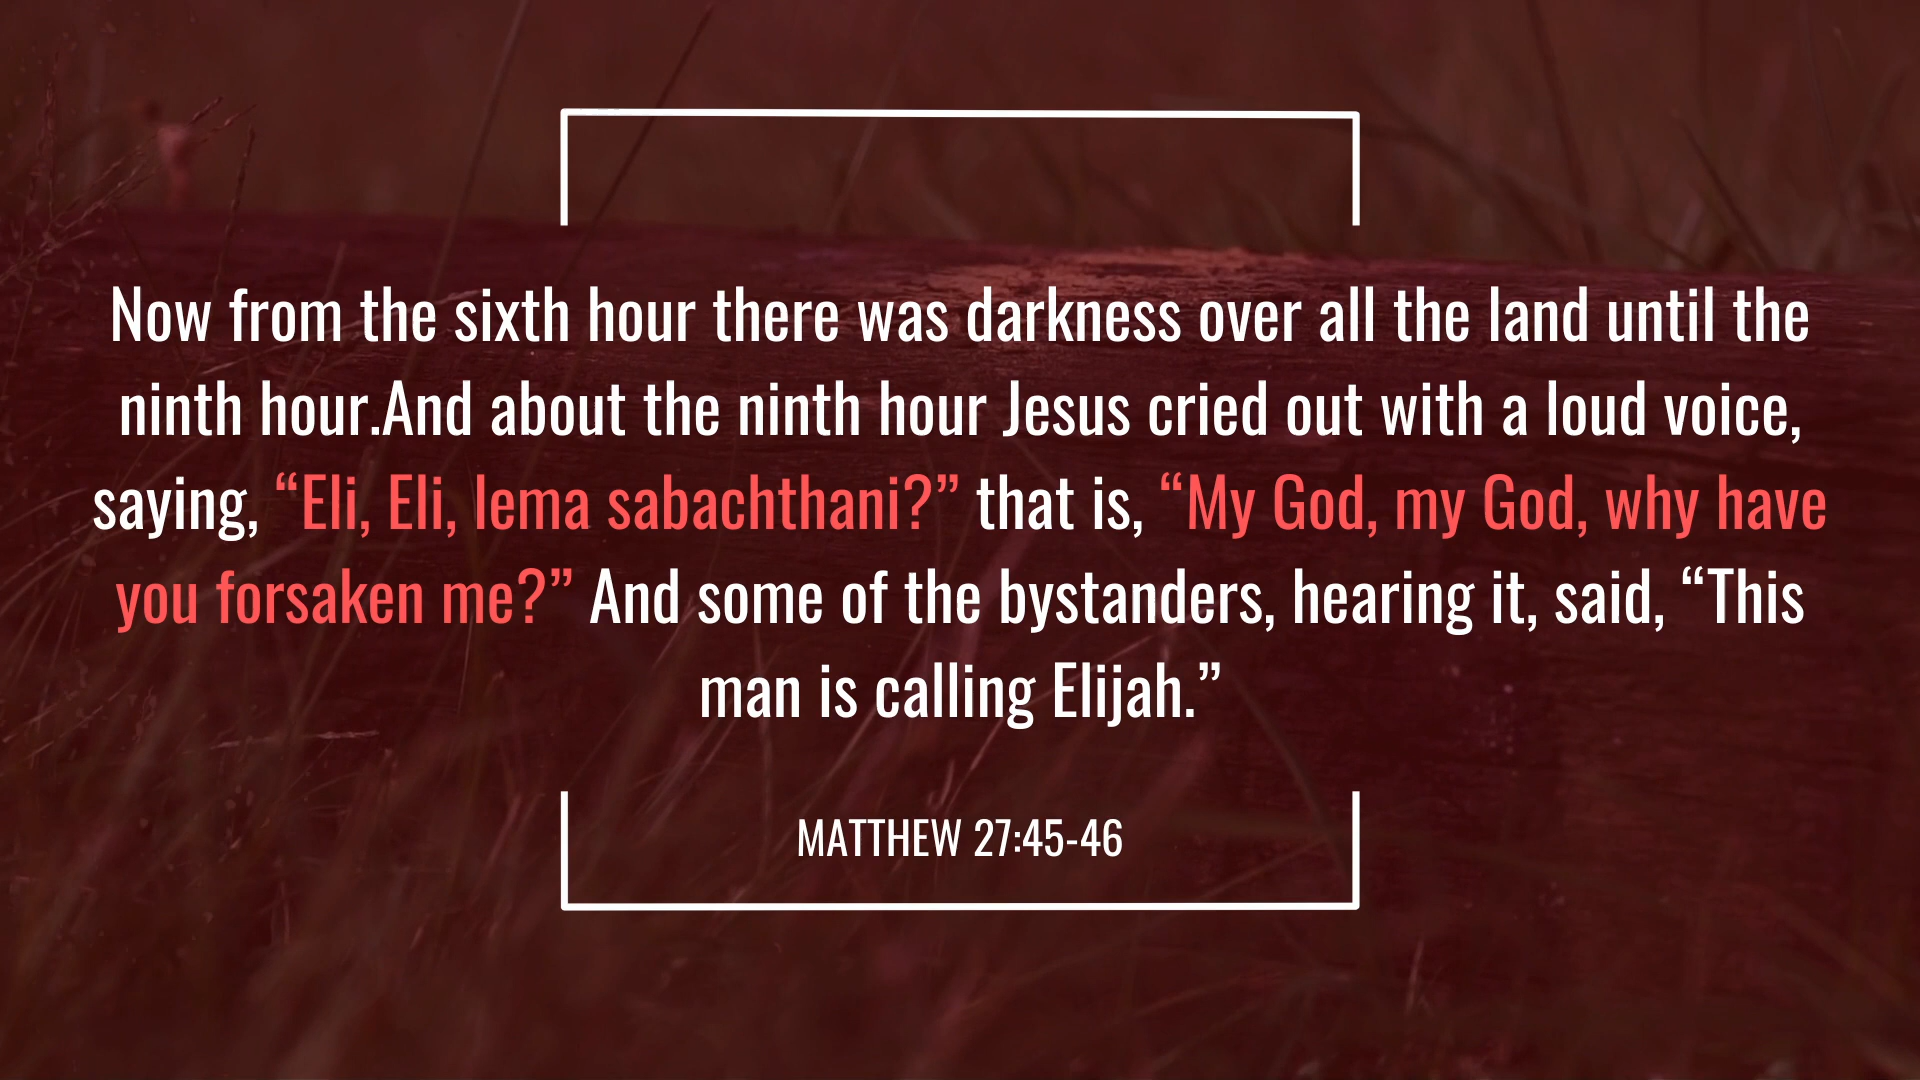 Now from the sixth hour there was darkness over all the land until the
ninth hour.And about the ninth hour Jesus cried out with a loud voice,
saying, “Eli, Eli, lema sabachthani?” that is, “My God, my God, why have
you forsaken me?” And some of the bystanders, hearing it, said, “This
man is calling Elijah.”
MATTHEW 27:45-46